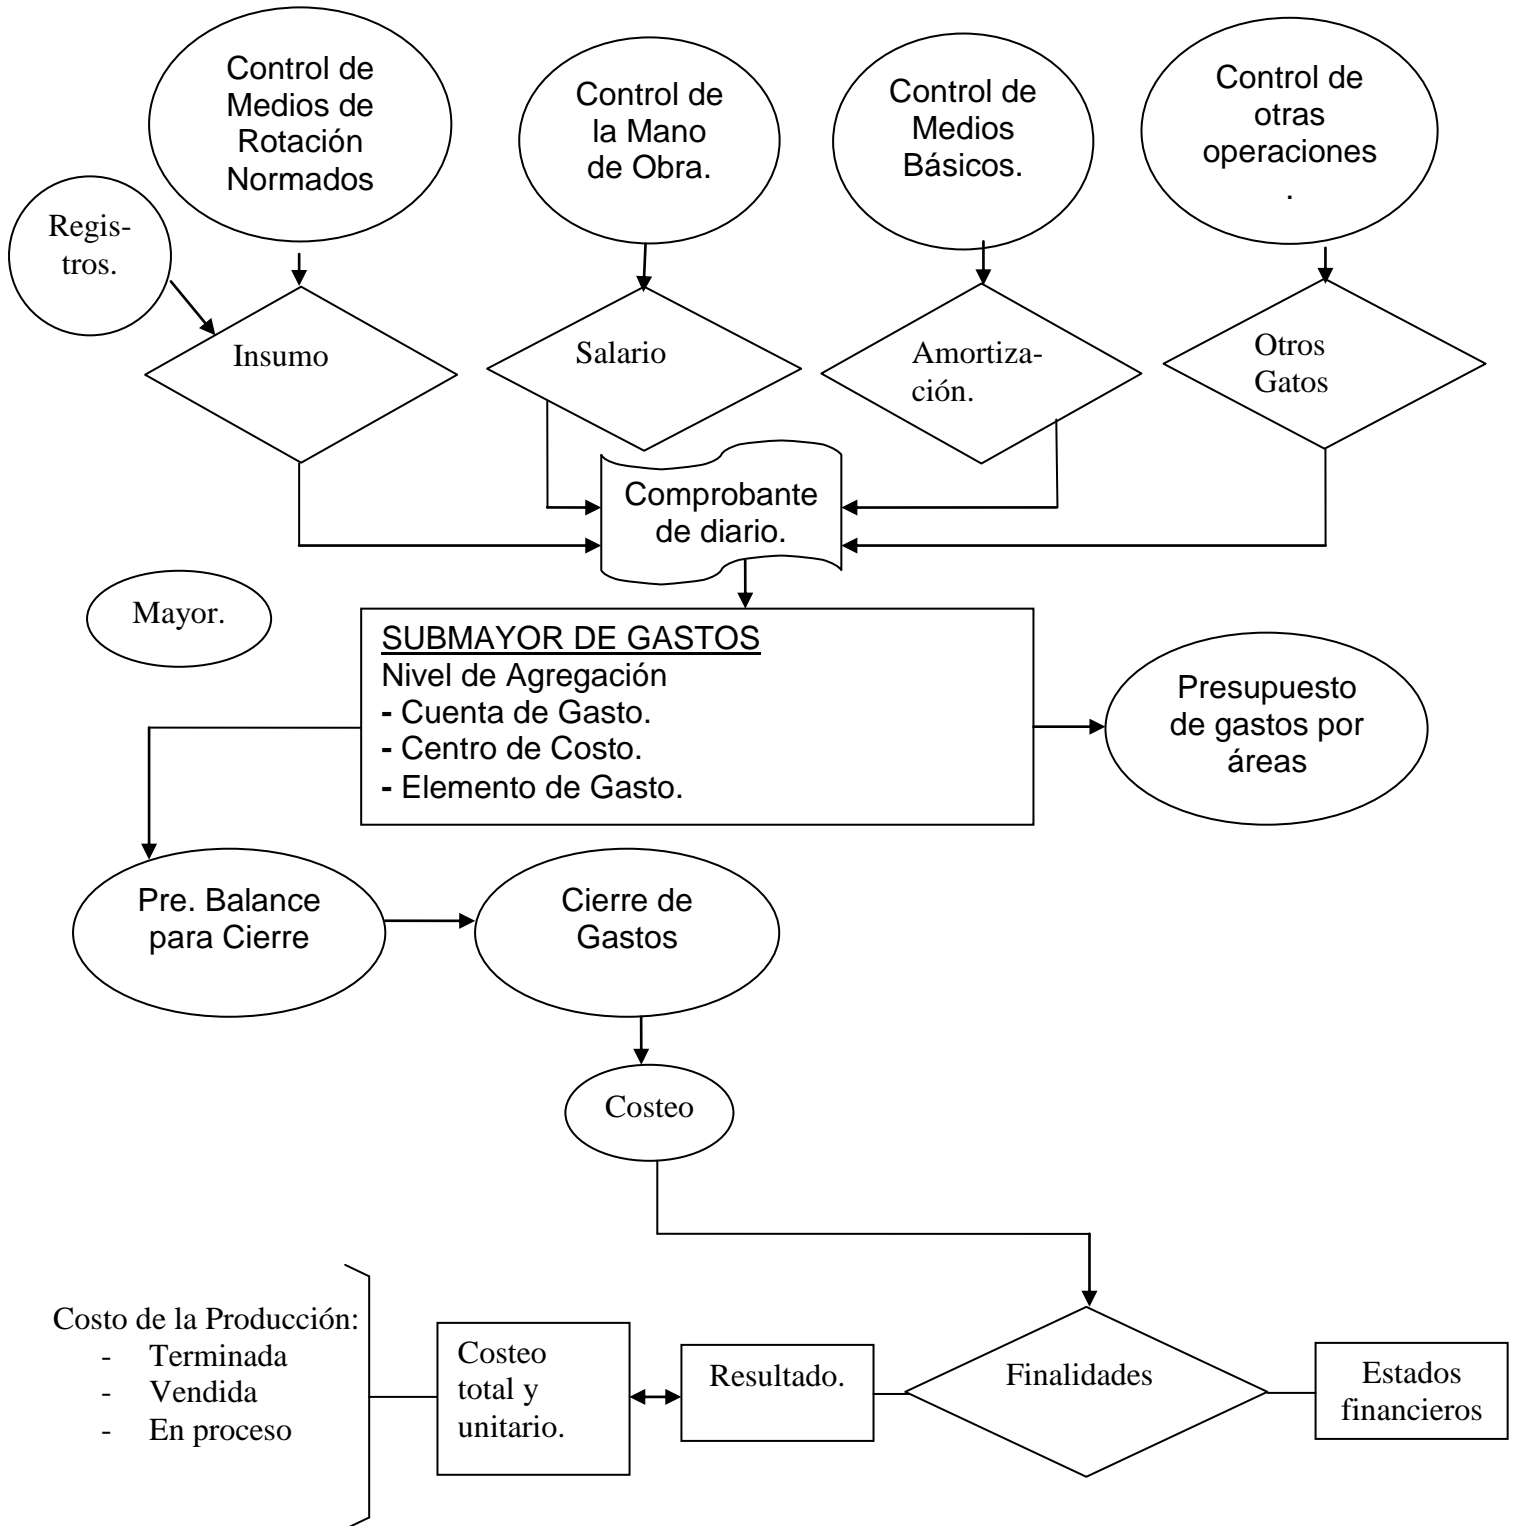 Control de
Medios de
Rotación
Normados
Control de
la Mano
de Obra.
Control de
Medios
Básicos.
Control de
otras
operaciones
.
Regis-
tros.
Insumo
Salario
Amortiza-
ción.
Otros
Gatos
Comprobante
de diario.
Mayor.
SUBMAYOR DE GASTOS
Nivel de Agregación
- Cuenta de Gasto.
- Centro de Costo.
- Elemento de Gasto.
Presupuesto
de gastos por
áreas
Pre. Balance
para Cierre
Cierre de
Gastos
Costeo
Costo de la Producción:
- Terminada
- Vendida
- En proceso
Costeo
total y
unitario.
Resultado.
Finalidades
Estados
financieros